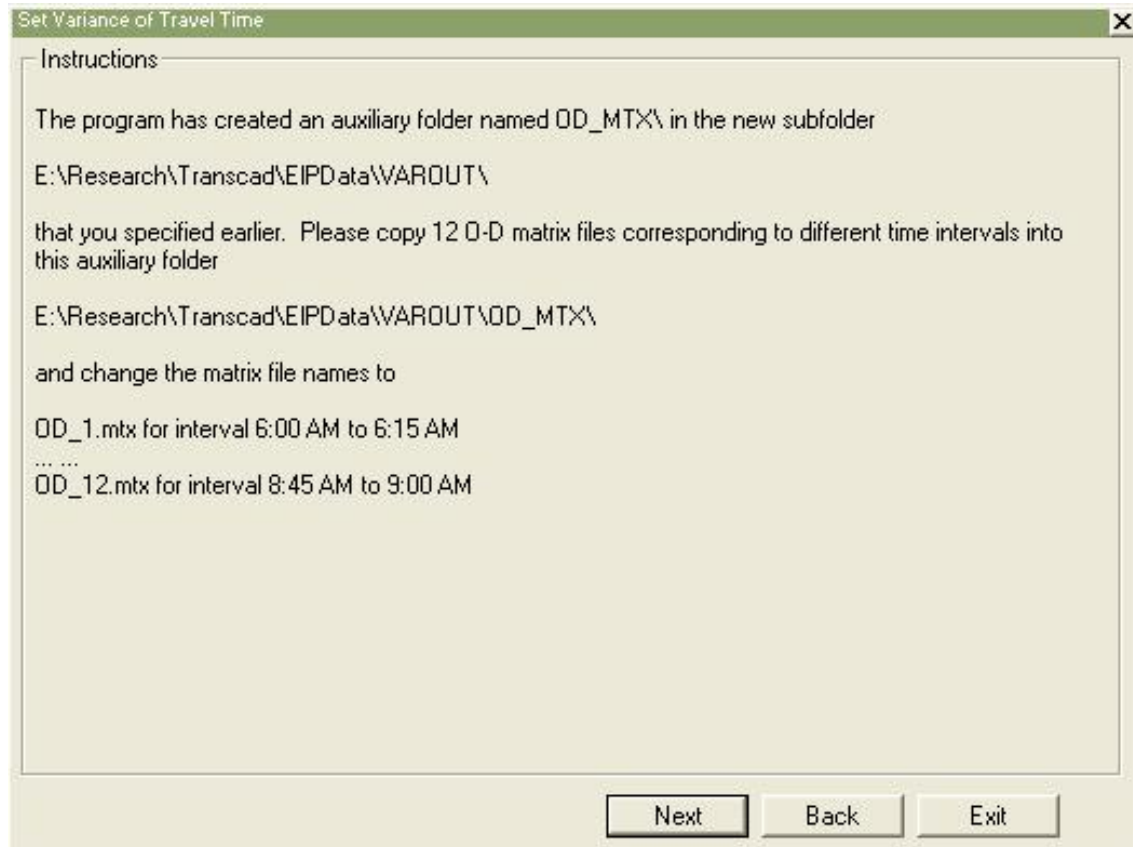 Set Variance of Travel Time
Instructions
The program has created an auxiliary folder named OD_MTX\ in the new subfolder
E:\Research\Transcad\EIPData\VAROUT\
that you specified earlier.  Please copy 12 O-D matrix files corresponding to different time intervals into
this auxiliary folder
E:\Research\Transcad\EIPData\VAROUT\OD_MTX\
and change the matrix file names to
OD_1.mtx for interval 6:00 AM to 6:15 AM
... ...
OD_12.mtx for interval 8:45 AM to 9:00 AM
Next Back Exit